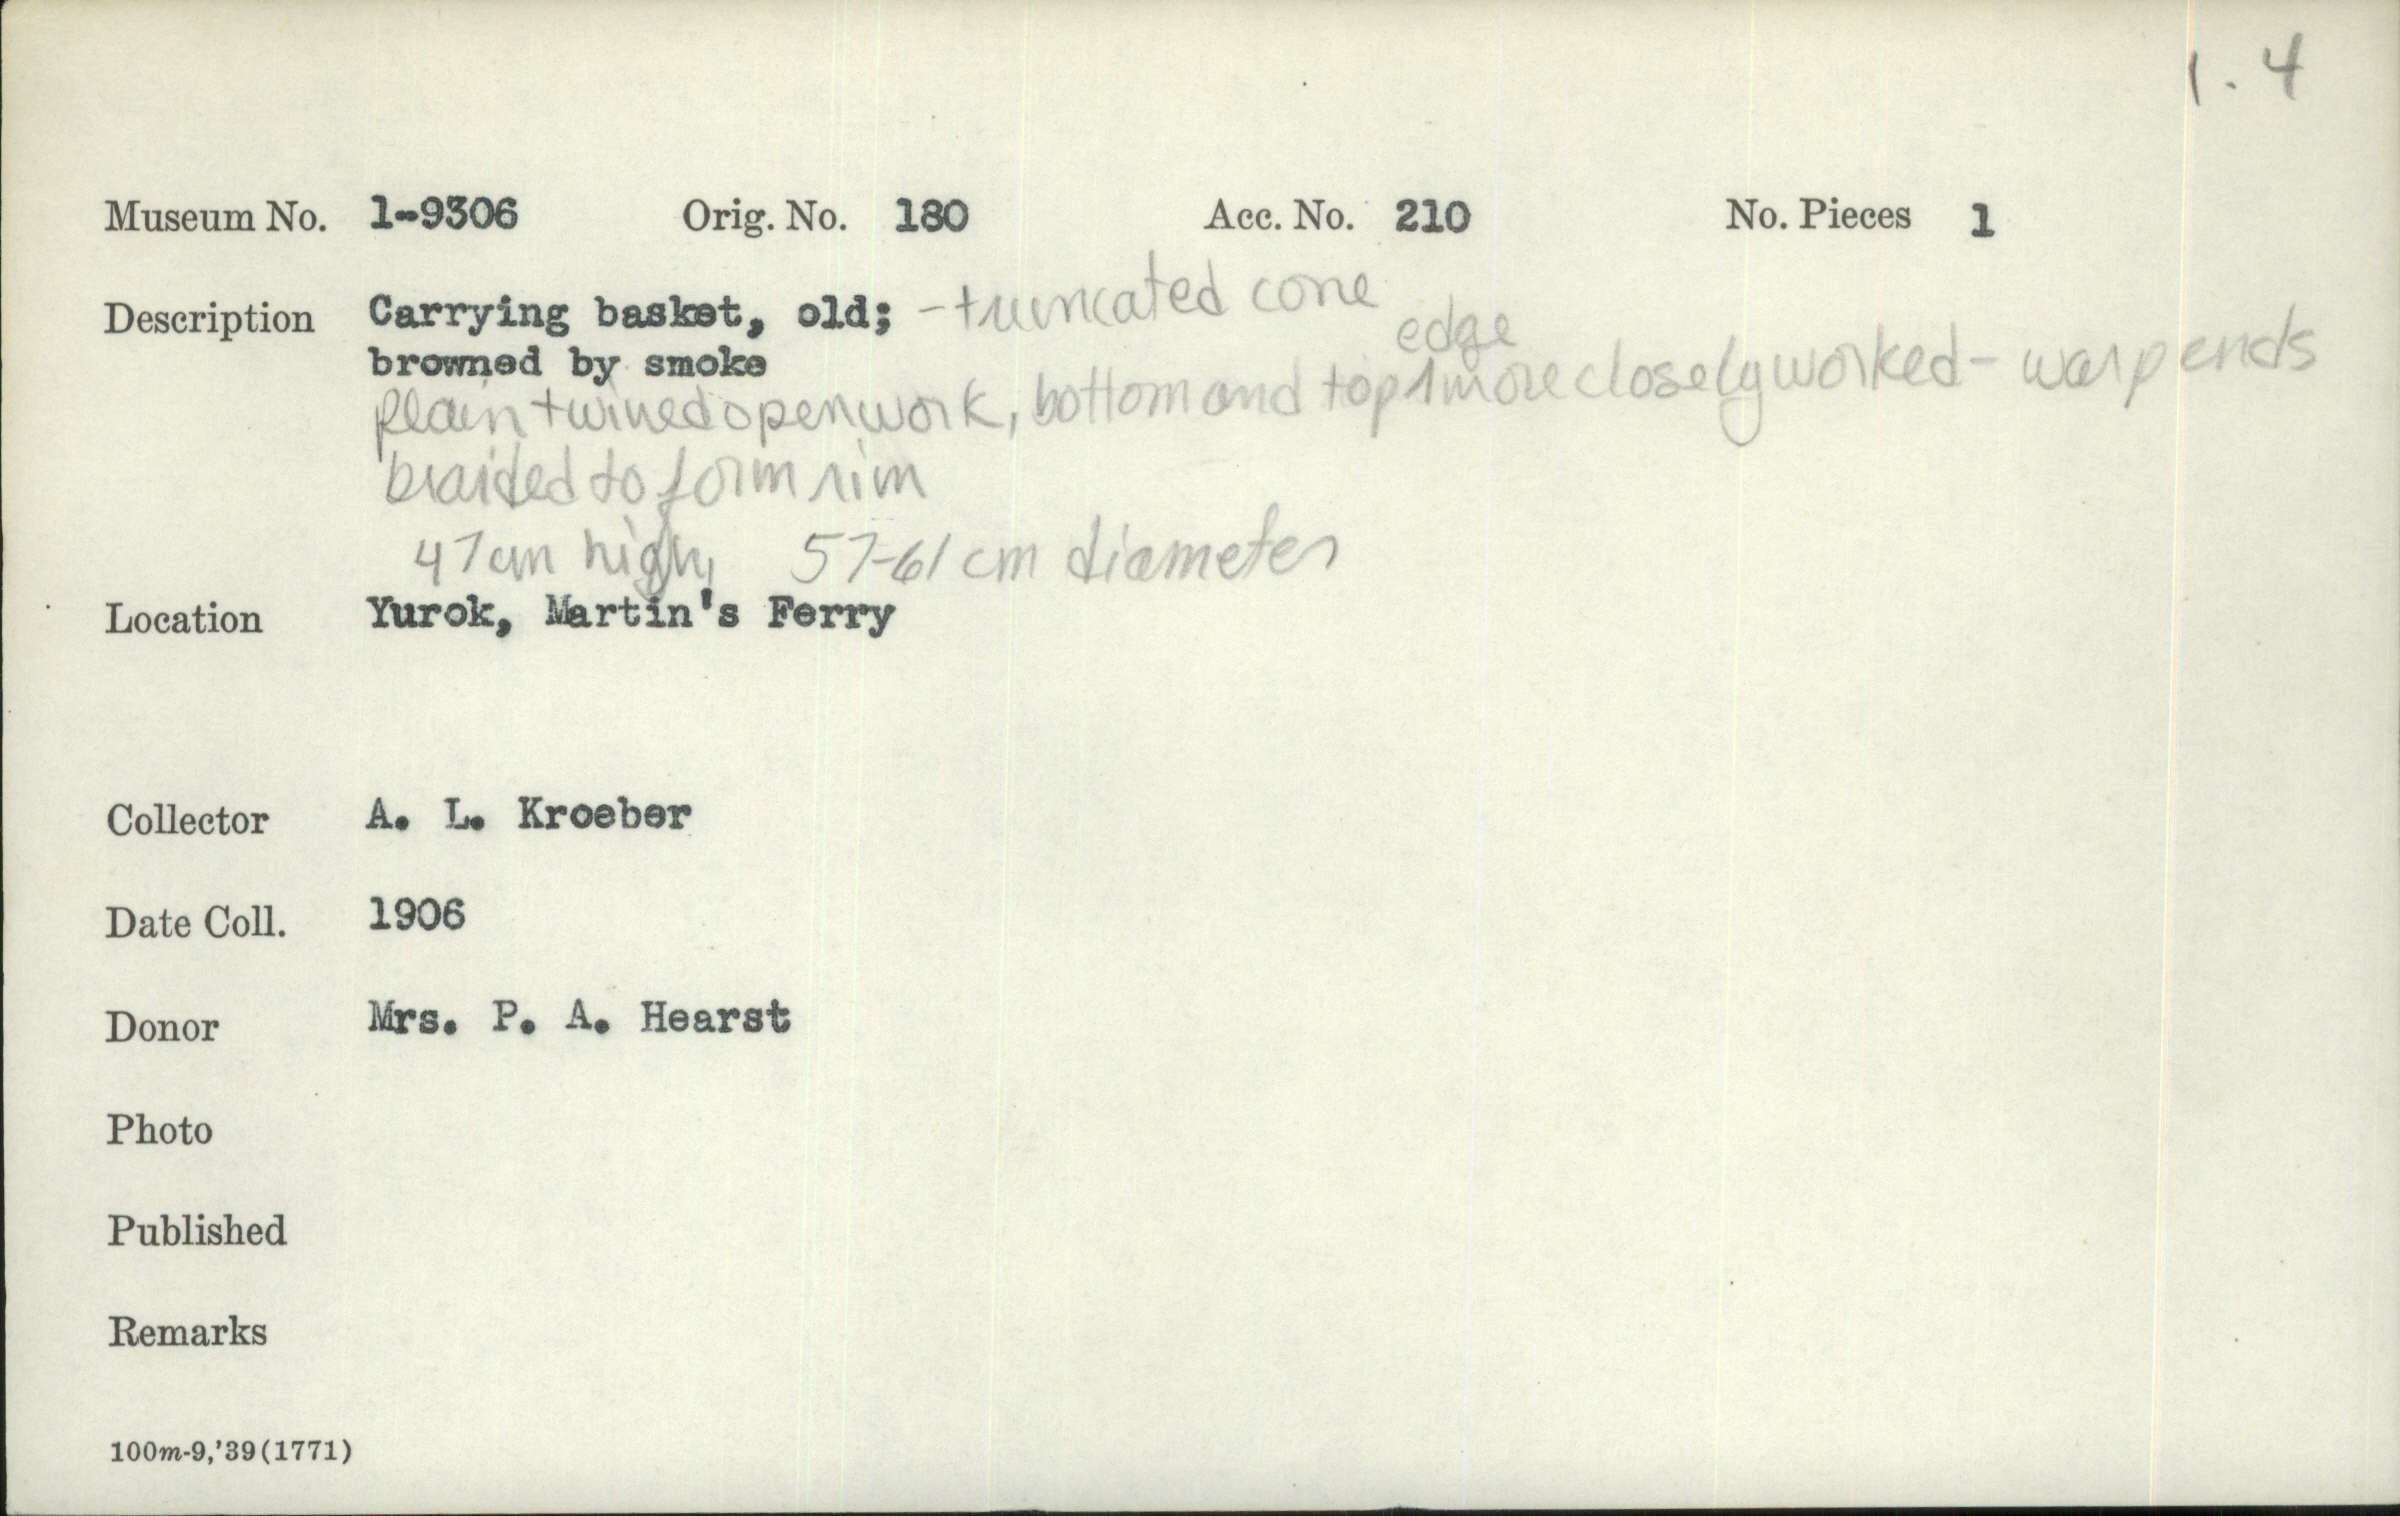 1.4
Museum No. 1-9306 Orig. No. 180 Acc. No. 210 No. Pieces 1
Description Carrying basket, old; - truncated cone
browned by smoke
edge
plain twined openwork, bottom and top ^ more closely worked - warp ends
braided to form rim
47 cm high, 57-61 cm diameter
Location Yurok, Martin's Ferry
Collector A. L. Kroeber
Date Coll. 1906
Donor Mrs. P. A. Hearst
Photo
Published
Remarks
100m-9,'39(1771)